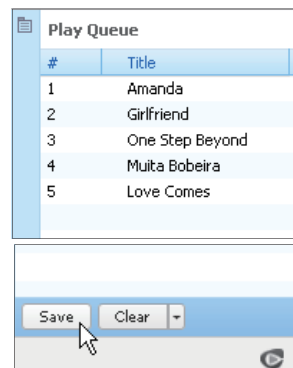 Play Queue
# Title
1 Amanda
2 Girlfriend
3 One Step Beyond
4 Muita Bobeira
5 Love Comes
Save Clear